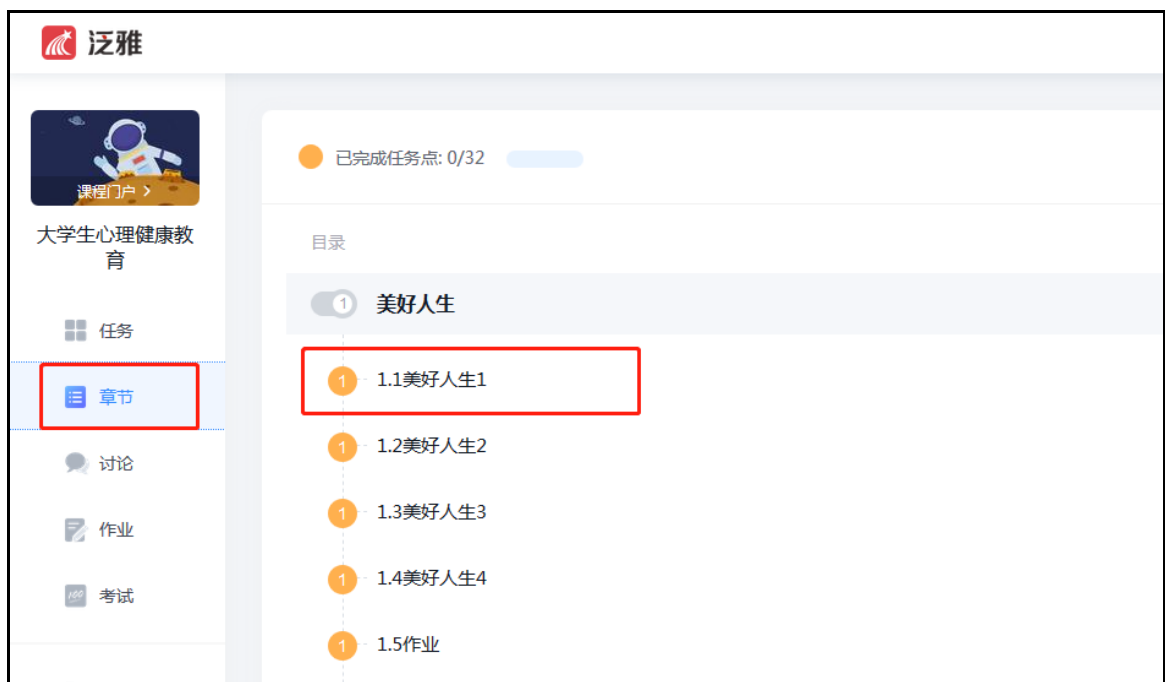 泛雅
课程门户 >
大学生心理健康教
育
任务
章节
讨论
作业
100
考试
已完成任务点: 0/32
目录
1 美好人生
1 1.1美好人生1
1 1.2美好人生2
1 1.3美好人生3
1 1.4美好人生4
1 1.5作业